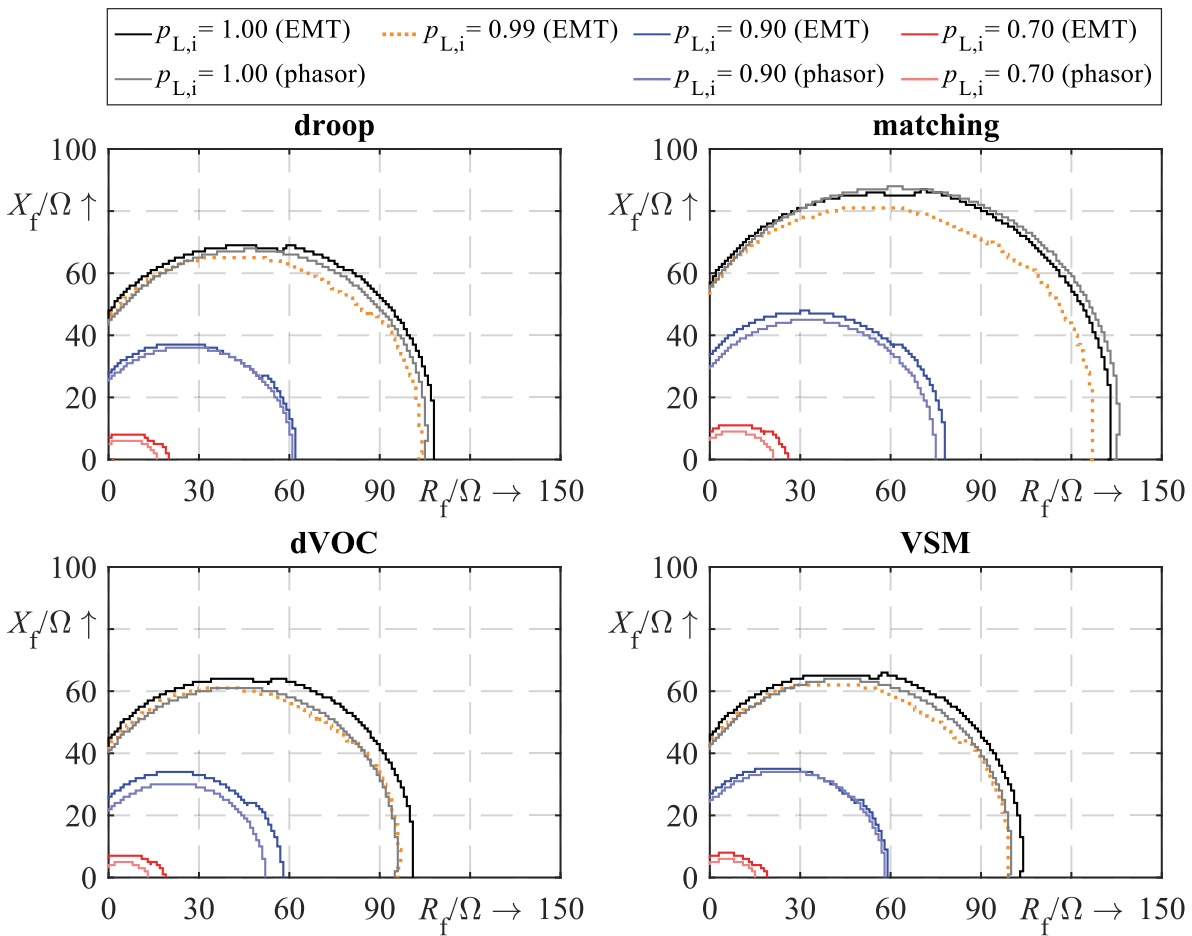 p_L,i= 1.00 (EMT) p_L,i= 0.99 (EMT) p_L,i= 0.90 (EMT) p_L,i= 0.70 (EMT)
p_L,i= 1.00 (phasor) p_L,i= 0.90 (phasor) p_L,i= 0.70 (phasor)
droop
100
X_f/Ω ↑
60
40
20
0
0 30 60 90 R_f/Ω → 150
matching
100
X_f/Ω ↑
60
40
20
0
0 30 60 90 R_f/Ω → 150
dVOC
100
X_f/Ω ↑
60
40
20
0
0 30 60 90 R_f/Ω → 150
VSM
100
X_f/Ω ↑
60
40
20
0
0 30 60 90 R_f/Ω → 150